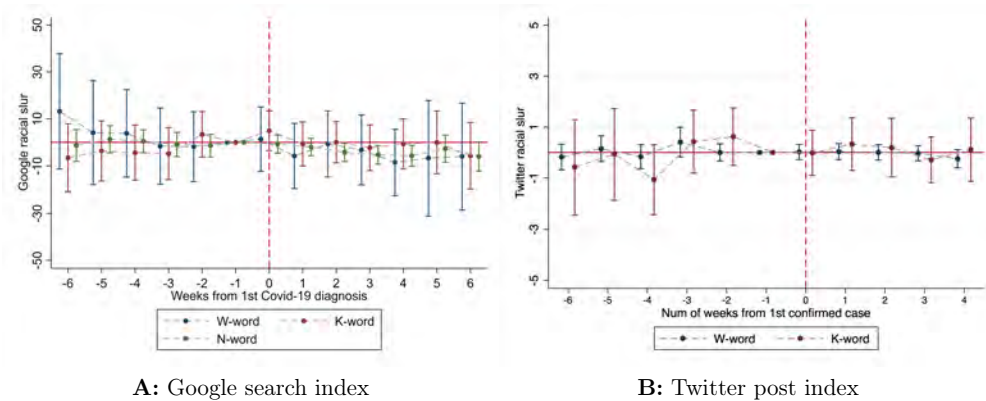 Google racial slur
50
30
10
-10
-30
-50
-6 -5 -4 -3 -2 -1 0 1 2 3 4 5 6
Weeks from 1st Covid-19 diagnosis
W-word K-word
N-word
A: Google search index
Twitter racial slur
5
3
1
-1
-3
-5
-6 -5 -4 -3 -2 -1 0 1 2 3 4
Num of weeks from 1st confirmed case
W-word K-word
B: Twitter post index